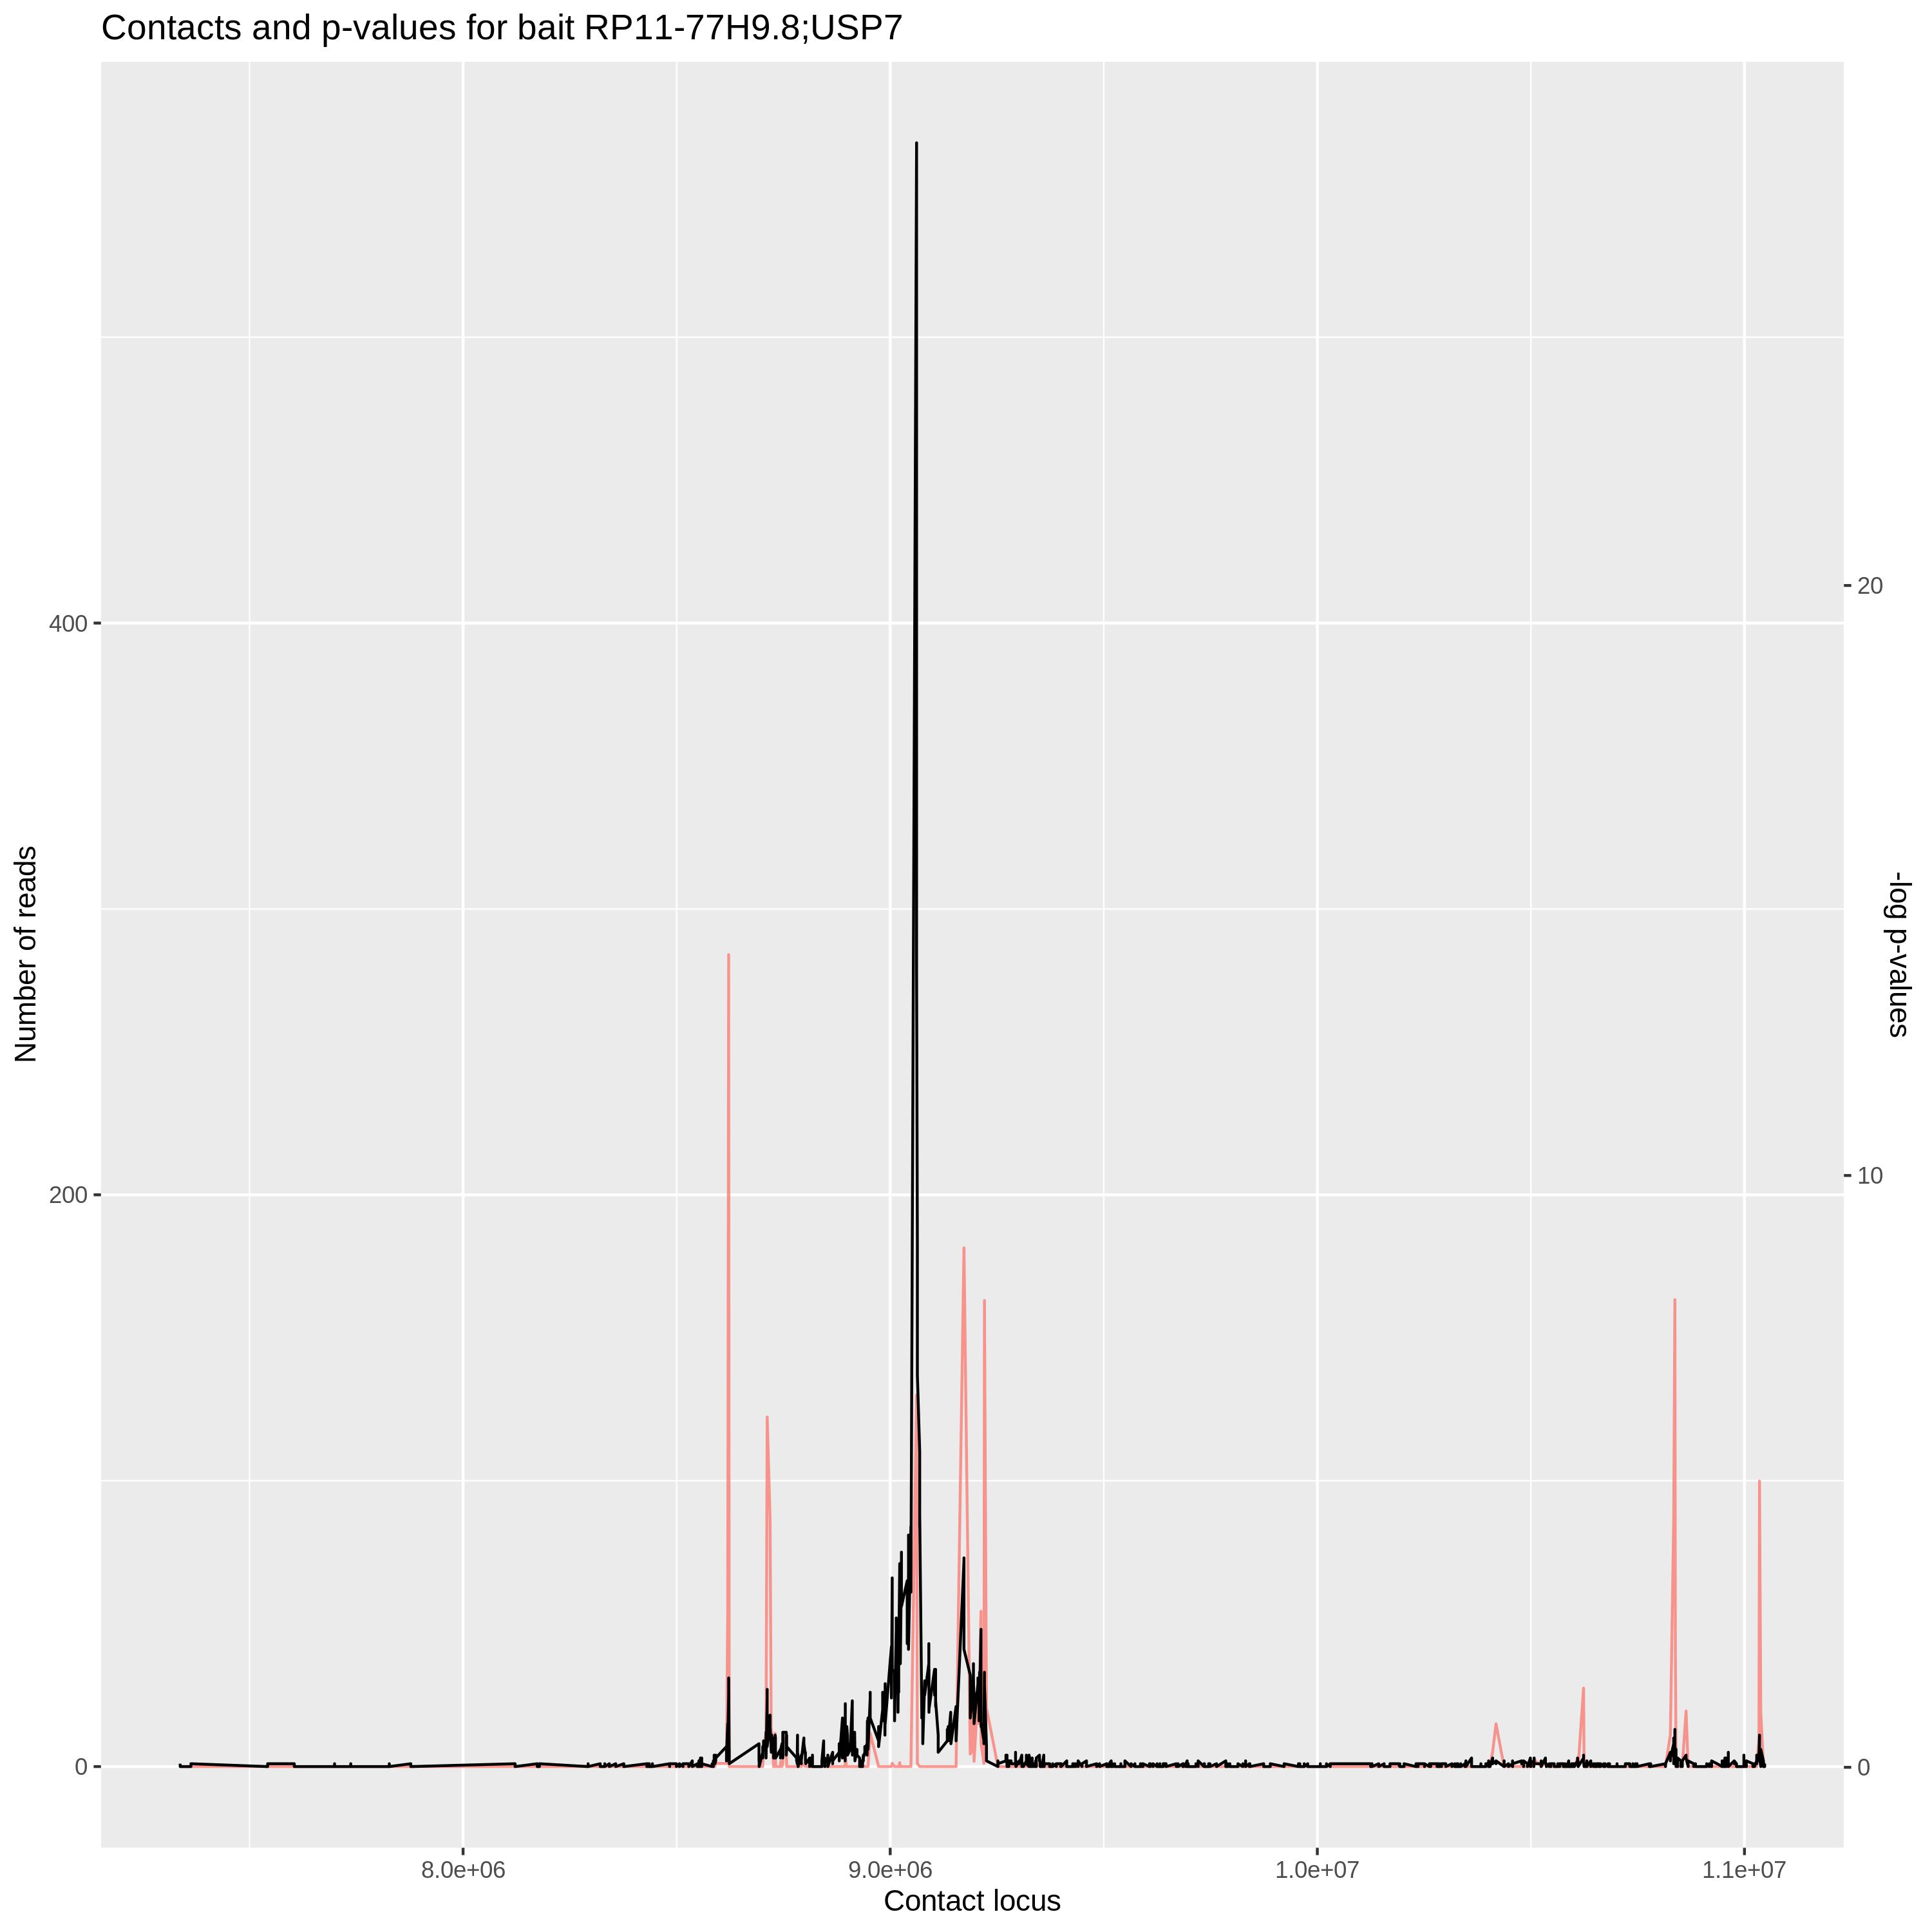 Contacts and p-values for bait RP11-77H9.8;USP7
Number of reads
400
200
0
20
10
0
-log p-values
8.0e+06
9.0e+06
1.0e+07
1.1e+07
Contact locus